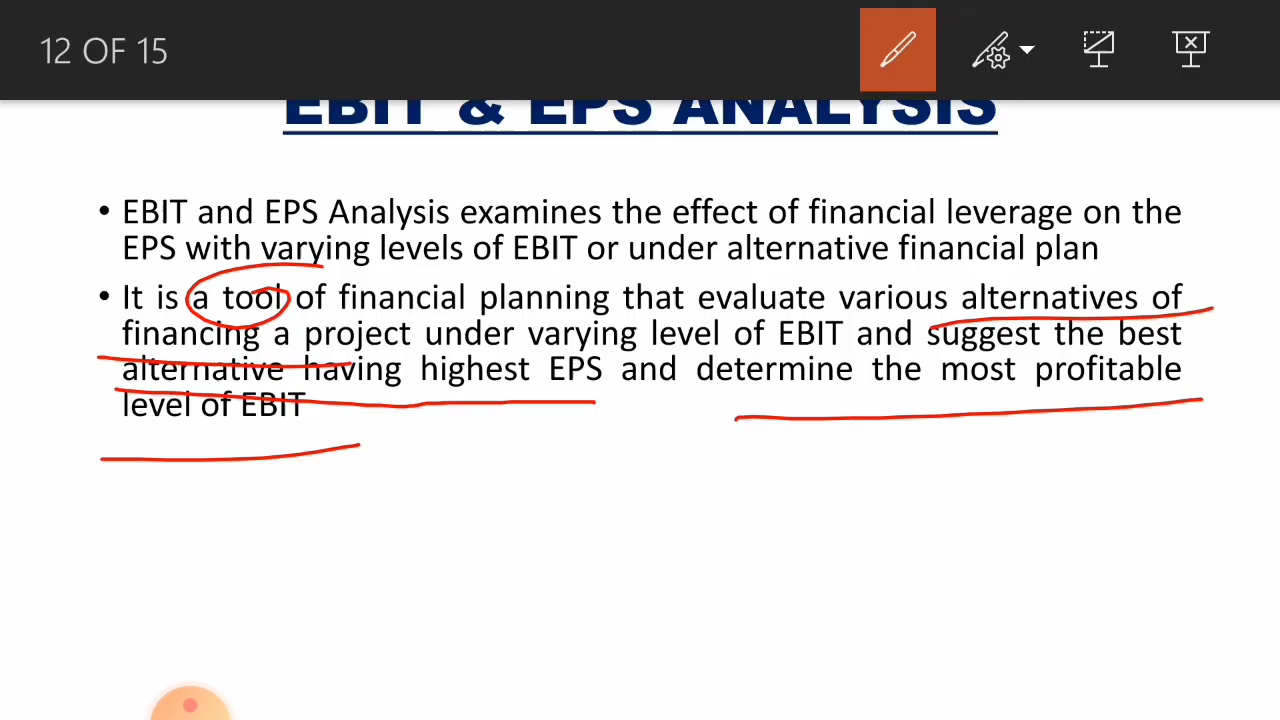 12 OF 15
EBIT & EPS ANALYSIS
• EBIT and EPS Analysis examines the effect of financial leverage on the
EPS with varying levels of EBIT or under alternative financial plan
• It is a tool of financial planning that evaluate various alternatives of
financing a project under varying level of EBIT and suggest the best
alternative having highest EPS and determine the most profitable
level of EBIT